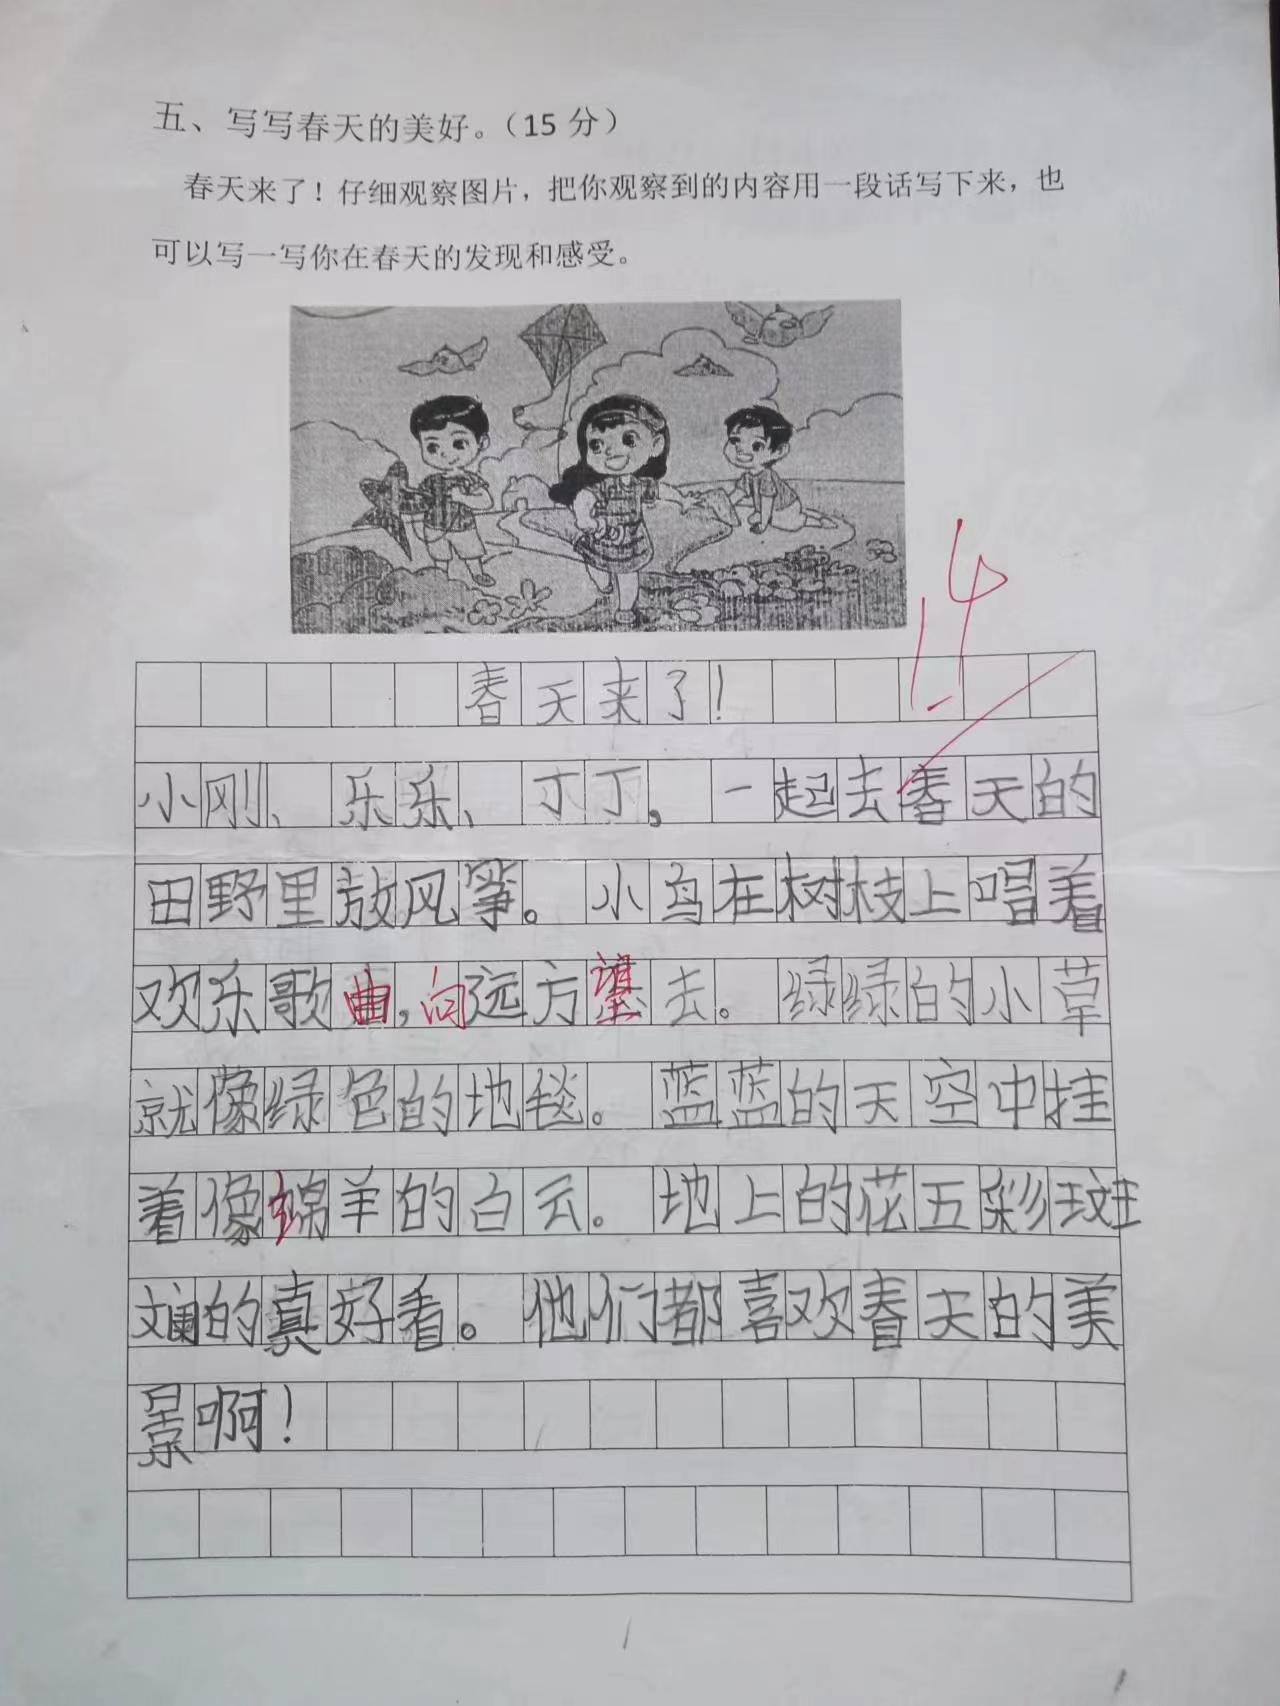 五、写写春天的美好。（15 分）
春天来了！仔细观察图片，把你观察到的内容用一段话写下来，也
可以写一写你在春天的发现和感受。
14
春天来了！
小刚、乐乐、丁丁，一起去春天的
田野里放风筝。小鸟在树枝上唱着
欢乐歌曲，向远方望去。绿绿的小草
就像绿色的地毯。蓝蓝的天空中挂
着像绵羊的白云。地上的花五彩斑
斓的真好看。他们都喜欢春天的美
景啊！